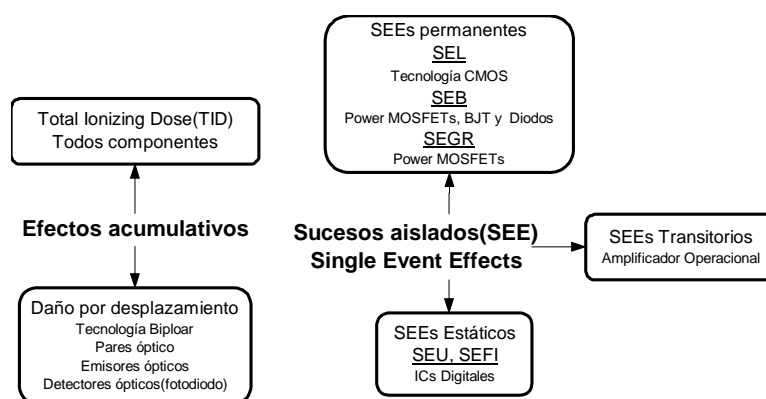 Total Ionizing Dose(TID)
Todos componentes
Efectos acumulativos
Daño por desplazamiento
Tecnología Biploar
Pares óptico
Emisores ópticos
Detectores ópticos(fotodiodo)
SEEs permanentes
SEL
Tecnología CMOS
SEB
Power MOSFETs, BJT y Diodos
SEGR
Power MOSFETs
Sucesos aislados(SEE)
Single Event Effects
SEEs Transitorios
Amplificador Operacional
SEEs Estáticos
SEU, SEFI
ICs Digitales